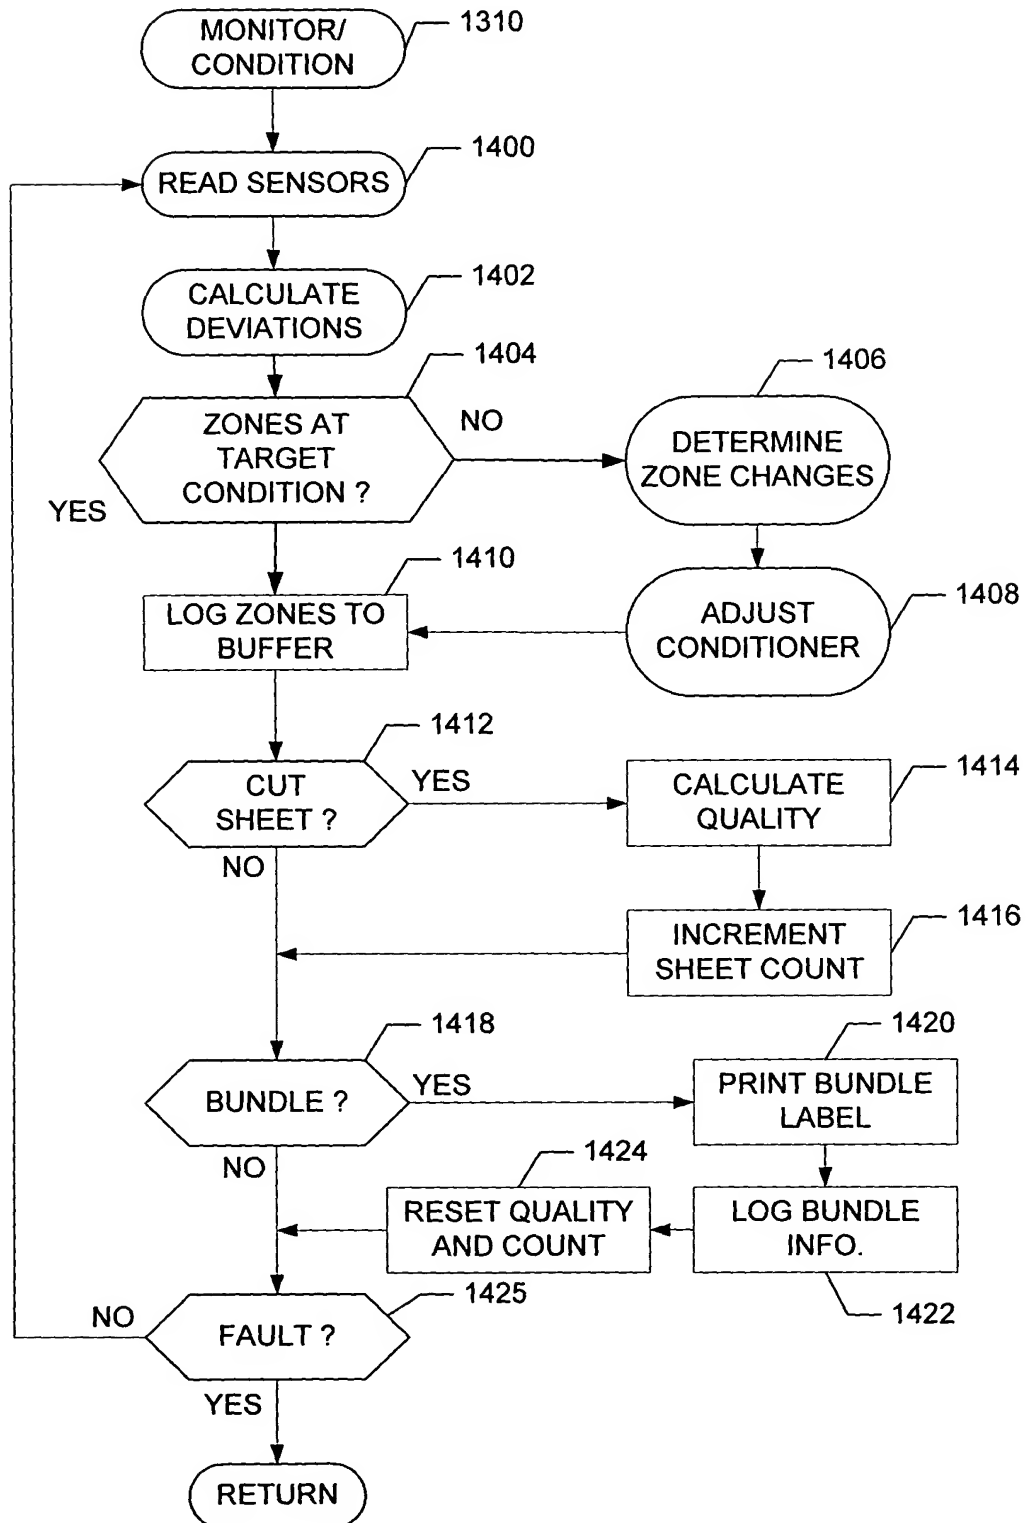 MONITOR/
CONDITION
1310
READ SENSORS
1400
CALCULATE
DEVIATIONS
1402
ZONES AT
TARGET
CONDITION ?
1404
NO
YES
DETERMINE
ZONE CHANGES
1406
ADJUST
CONDITIONER
1408
LOG ZONES TO
BUFFER
1410
CUT
SHEET ?
1412
YES
NO
CALCULATE
QUALITY
1414
INCREMENT
SHEET COUNT
1416
BUNDLE ?
1418
YES
NO
PRINT BUNDLE
LABEL
1420
LOG BUNDLE
INFO.
1422
RESET QUALITY
AND COUNT
1424
FAULT ?
1425
NO
YES
RETURN